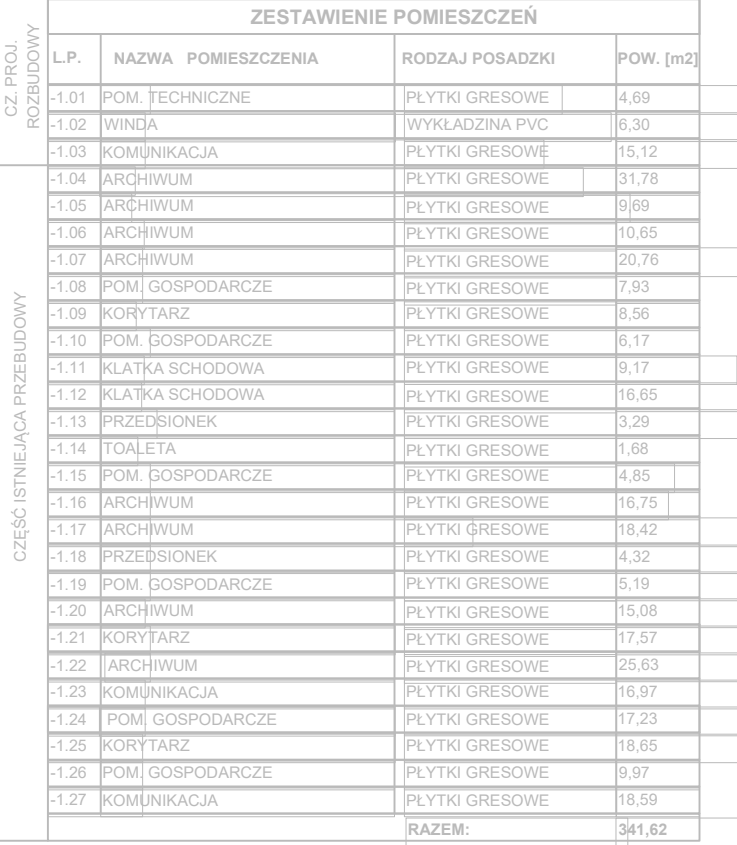 ZESTAWIENIE POMIESZCZEŃ
L.P. NAZWA POMIESZCZENIA RODZAJ POSADZKI POW. [m2]
CZ. PROJ.
ROZBUDOWY
-1.01 POM. TECHNICZNE PŁYTKI GRESOWE 4,69
-1.02 WINDA WYKŁADZINA PVC 6,30
-1.03 KOMUNIKACJA PŁYTKI GRESOWE 15,12
CZĘŚĆ ISTNIEJĄCA PRZEBUDOWY
-1.04 ARCHIWUM PŁYTKI GRESOWE 31,78
-1.05 ARCHIWUM PŁYTKI GRESOWE 9,69
-1.06 ARCHIWUM PŁYTKI GRESOWE 10,65
-1.07 ARCHIWUM PŁYTKI GRESOWE 20,76
-1.08 POM. GOSPODARCZE PŁYTKI GRESOWE 7,93
-1.09 KORYTARZ PŁYTKI GRESOWE 8,56
-1.10 POM. GOSPODARCZE PŁYTKI GRESOWE 6,17
-1.11 KLATKA SCHODOWA PŁYTKI GRESOWE 9,17
-1.12 KLATKA SCHODOWA PŁYTKI GRESOWE 16,65
-1.13 PRZEDSIONEK PŁYTKI GRESOWE 3,29
-1.14 TOALETA PŁYTKI GRESOWE 1,68
-1.15 POM. GOSPODARCZE PŁYTKI GRESOWE 4,85
-1.16 ARCHIWUM PŁYTKI GRESOWE 16,75
-1.17 ARCHIWUM PŁYTKI GRESOWE 18,42
-1.18 PRZEDSIONEK PŁYTKI GRESOWE 4,32
-1.19 POM. GOSPODARCZE PŁYTKI GRESOWE 5,19
-1.20 ARCHIWUM PŁYTKI GRESOWE 15,08
-1.21 KORYTARZ PŁYTKI GRESOWE 17,57
-1.22 ARCHIWUM PŁYTKI GRESOWE 25,63
-1.23 KOMUNIKACJA PŁYTKI GRESOWE 16,97
-1.24 POM. GOSPODARCZE PŁYTKI GRESOWE 17,23
-1.25 KORYTARZ PŁYTKI GRESOWE 18,65
-1.26 POM. GOSPODARCZE PŁYTKI GRESOWE 9,97
-1.27 KOMUNIKACJA PŁYTKI GRESOWE 18,59
RAZEM: 341,62